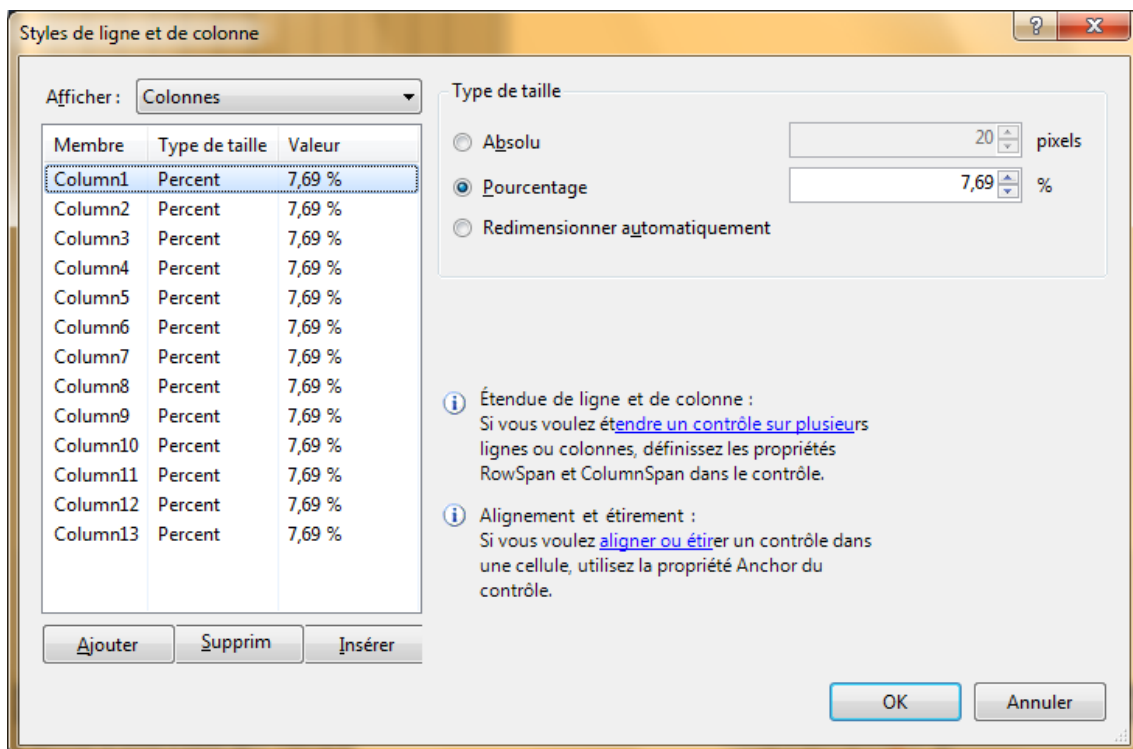 Styles de ligne et de colonne
Afficher : Colonnes
Membre Type de taille Valeur
Column1 Percent 7,69 %
Column2 Percent 7,69 %
Column3 Percent 7,69 %
Column4 Percent 7,69 %
Column5 Percent 7,69 %
Column6 Percent 7,69 %
Column7 Percent 7,69 %
Column8 Percent 7,69 %
Column9 Percent 7,69 %
Column10 Percent 7,69 %
Column11 Percent 7,69 %
Column12 Percent 7,69 %
Column13 Percent 7,69 %
Ajouter Supprim Insérer
Type de taille
Absolu 20 pixels
Pourcentage 7,69 %
Redimensionner automatiquement
Étendue de ligne et de colonne :
Si vous voulez étendre un contrôle sur plusieurs
lignes ou colonnes, définissez les propriétés
RowSpan et ColumnSpan dans le contrôle.
Alignement et étirement :
Si vous voulez aligner ou étirer un contrôle dans
une cellule, utilisez la propriété Anchor du
contrôle.
OK Annuler